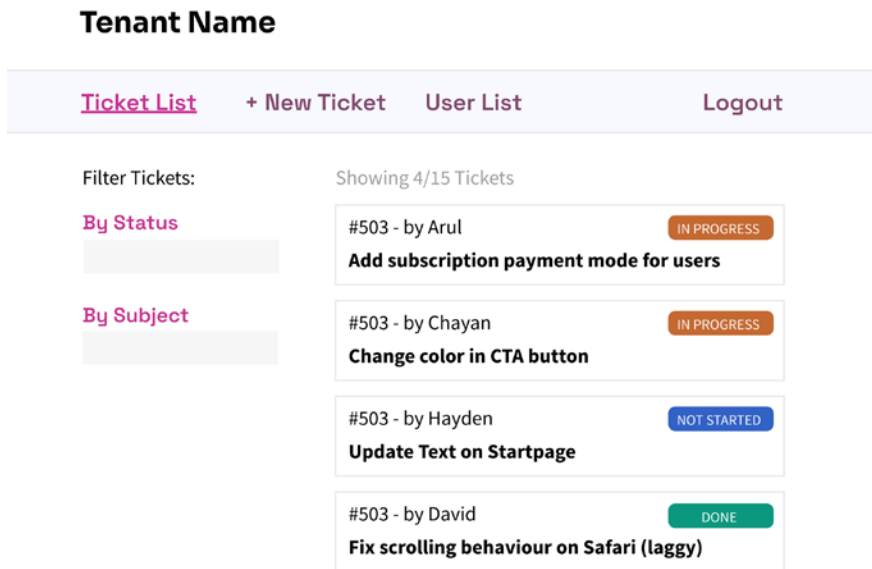 Tenant Name
Ticket List + New Ticket User List Logout
Filter Tickets:
By Status
By Subject
Showing 4/15 Tickets
#503 - by Arul IN PROGRESS
Add subscription payment mode for users
#503 - by Chayan IN PROGRESS
Change color in CTA button
#503 - by Hayden NOT STARTED
Update Text on Startpage
#503 - by David DONE
Fix scrolling behaviour on Safari (laggy)